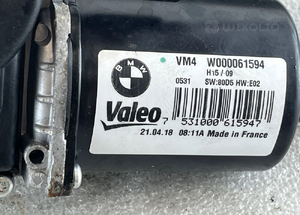 BMW
VM4 W000061594
H15 / 09
0531 SW:80D5 HW:E02
Valeo
21.04.18 08:11A Made in France
7 531000 615947